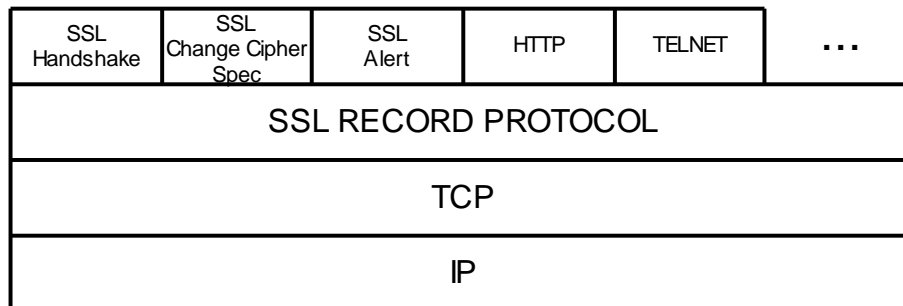 SSL
Handshake
SSL
Change Cipher
Spec
SSL
Alert
HTTP
TELNET
...
SSL RECORD PROTOCOL
TCP
IP